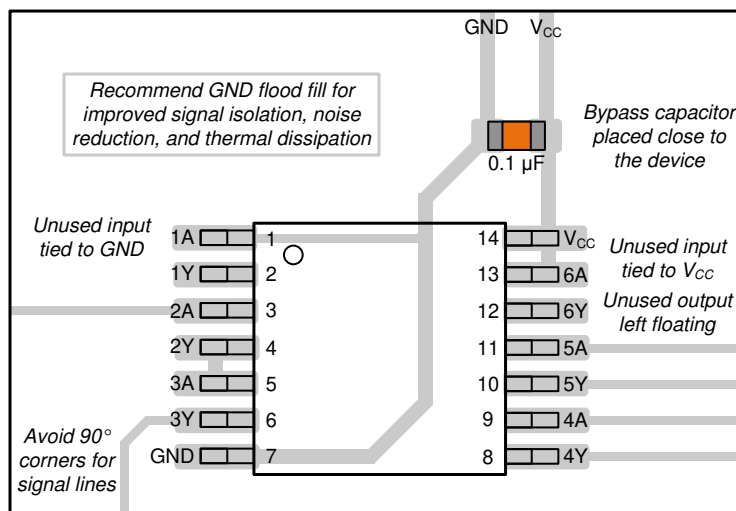 GND VCC
Recommend GND flood fill for
improved signal isolation, noise
reduction, and thermal dissipation
Bypass capacitor
placed close to
the device
0.1 µF
Unused input
tied to GND
1A 1 14 VCC
1Y 2 13 6A
2A 3 12 6Y
2Y 4 11 5A
3A 5 10 5Y
3Y 6 9 4A
GND 7 8 4Y
Unused input
tied to VCC
Unused output
left floating
Avoid 90°
corners for
signal lines